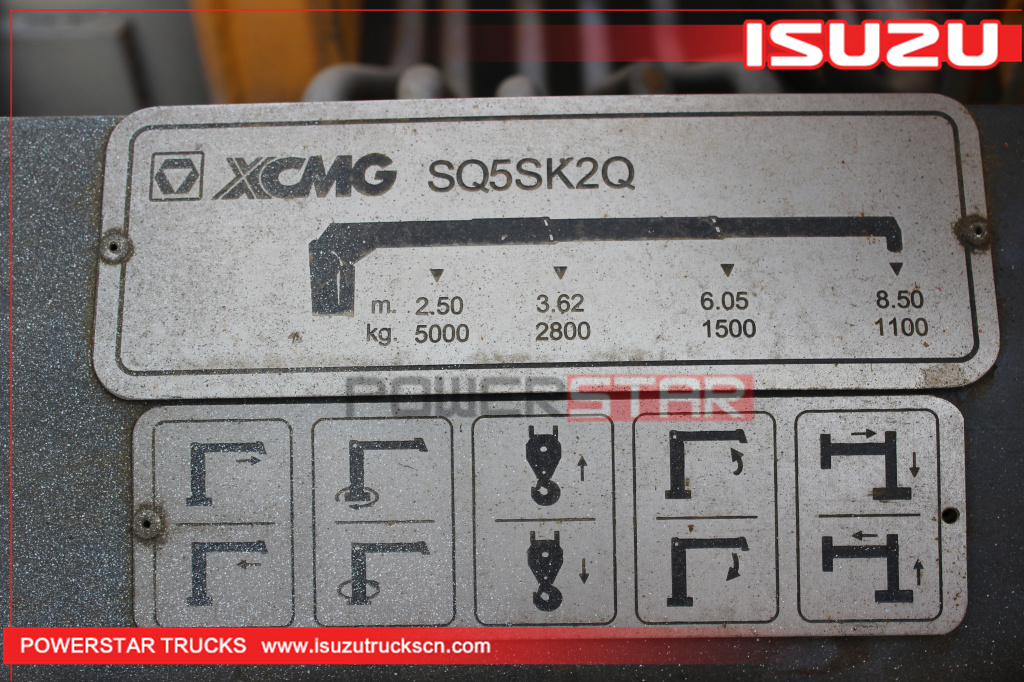 ISUZU
XCMG SQ5SK2Q
m. 2.50 3.62 6.05 8.50
kg. 5000 2800 1500 1100
POWERSTAR
POWERSTAR TRUCKS www.isuzutruckscn.com